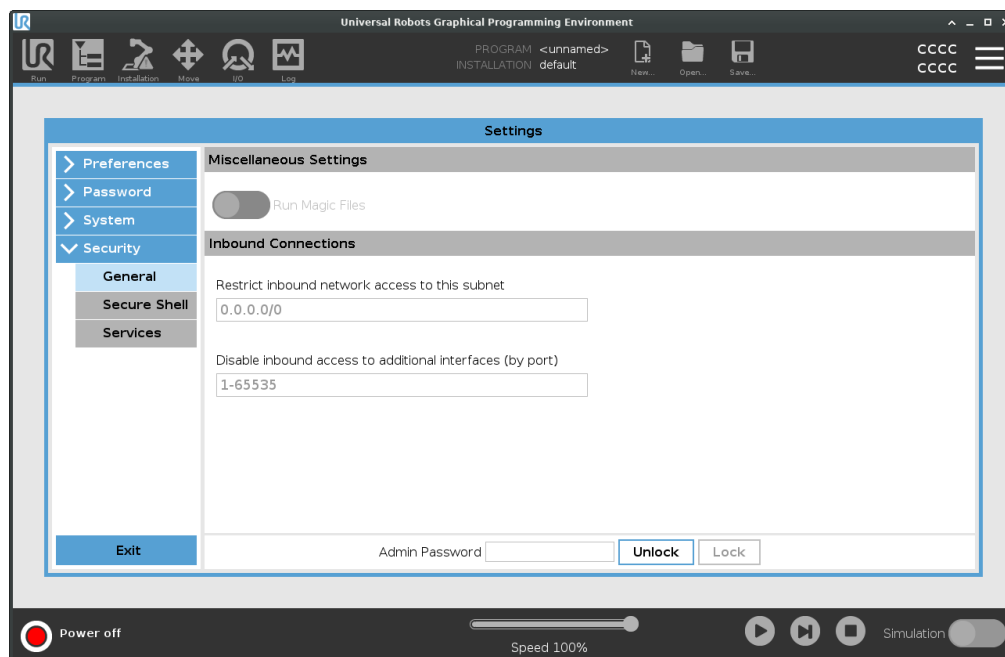 UR
Universal Robots Graphical Programming Environment
UR
Run
Program
Installation
Move
I/O
Log
PROGRAM <unnamed>
INSTALLATION default
New...
Open...
Save...
CCCC
CCCC
Settings
Preferences
Password
System
Security
General
Secure Shell
Services
Exit
Miscellaneous Settings
Run Magic Files
Inbound Connections
Restrict inbound network access to this subnet
0.0.0.0/0
Disable inbound access to additional interfaces (by port)
1-65535
Admin Password
Unlock
Lock
Power off
Speed 100%
Simulation